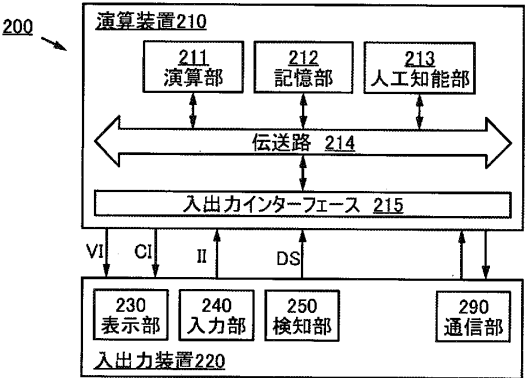 200
演算装置210
211
演算部
212
記憶部
213
人工知能部
伝送路 214
入出力インターフェース 215
VI
CI
II
DS
230
表示部
240
入力部
250
検知部
290
通信部
入出力装置220